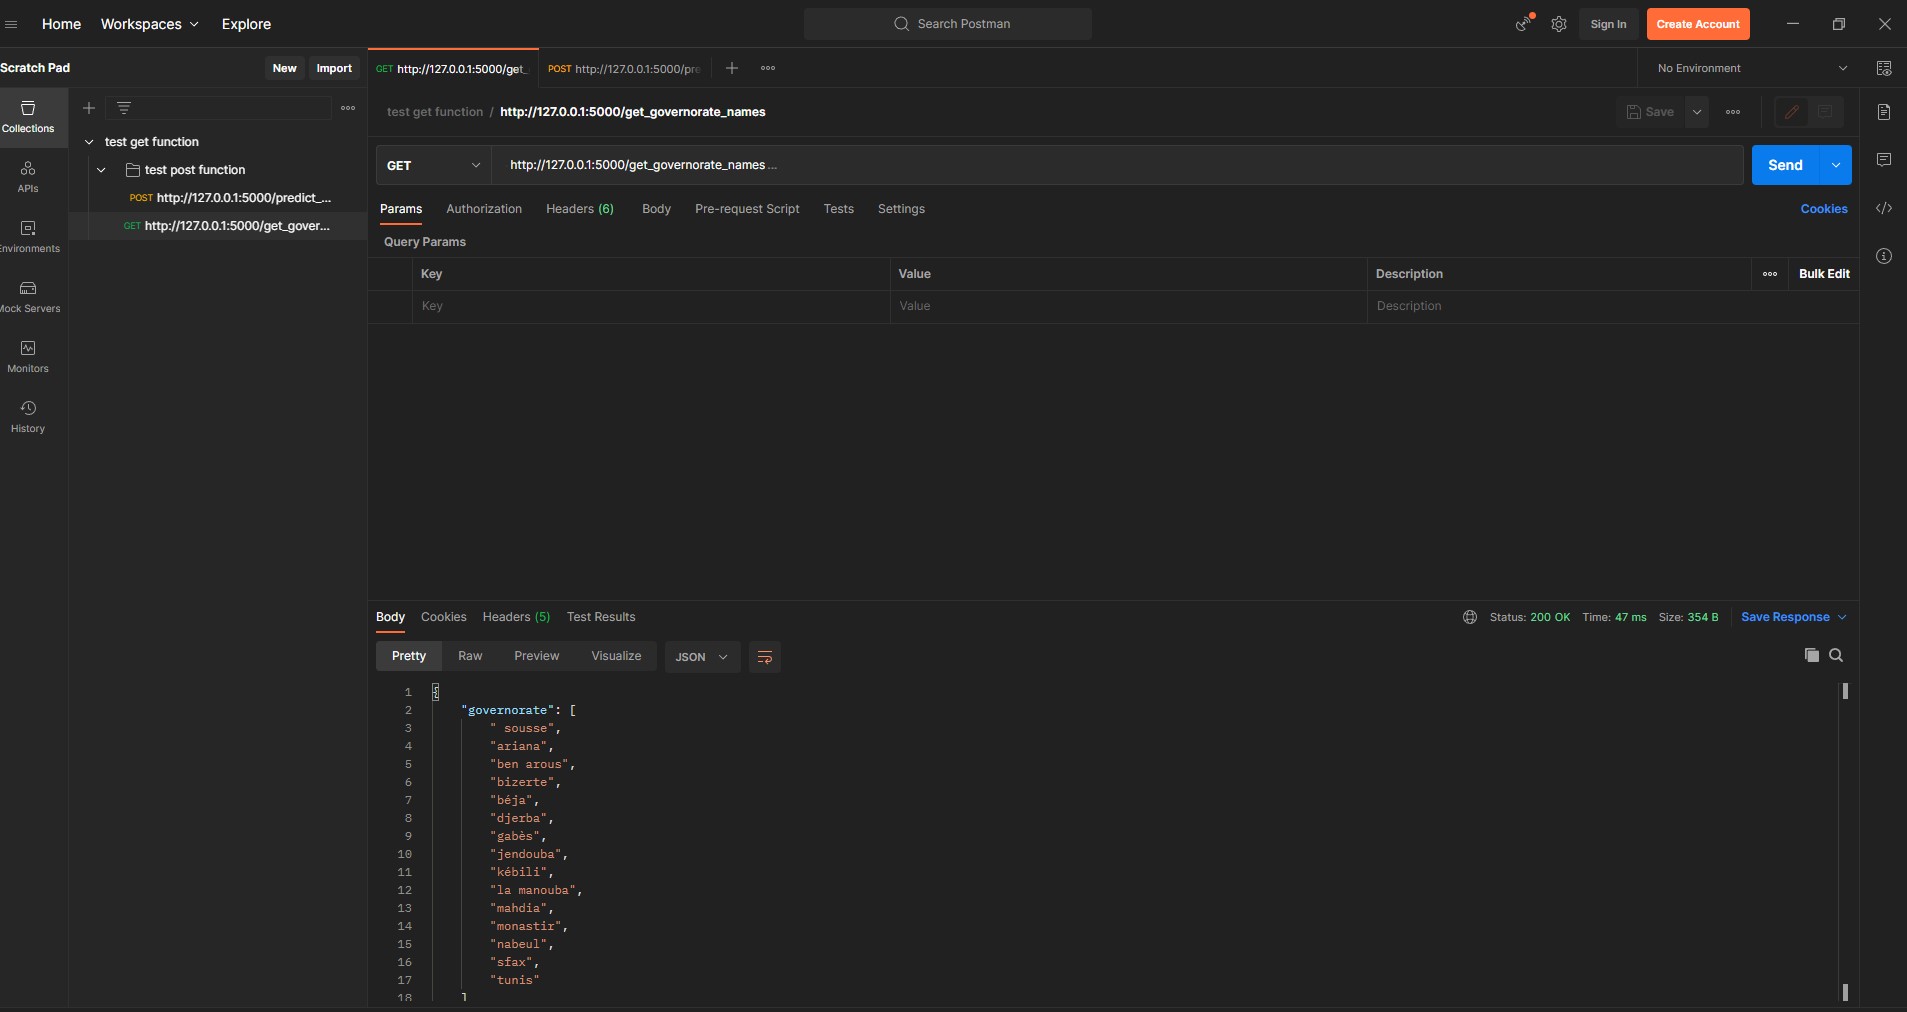 Home Workspaces Explore Search Postman Sign In Create Account
Scratch Pad New Import GET http://127.0.0.1:5000/get_ POST http://127.0.0.1:5000/pre No Environment
test get function / http://127.0.0.1:5000/get_governorate_names Save
Collections
APIs
Environments
Mock Servers
Monitors
History
test get function
test post function
POST http://127.0.0.1:5000/predict_...
GET http://127.0.0.1:5000/get_gover...
GET http://127.0.0.1:5000/get_governorate_names ... Send
Params Authorization Headers (6) Body Pre-request Script Tests Settings Cookies
Query Params
Key Value Description Bulk Edit
Key Value Description
Body Cookies Headers (5) Test Results Status: 200 OK Time: 47 ms Size: 354 B Save Response
Pretty Raw Preview Visualize JSON
1 {
2 "governorate": [
3 " sousse",
4 "ariana",
5 "ben arous",
6 "bizerte",
7 "béja",
8 "djerba",
9 "gabès",
10 "jendouba",
11 "kébili",
12 "la manouba",
13 "mahdia",
14 "monastir",
15 "nabeul",
16 "sfax",
17 "tunis"
18 ]